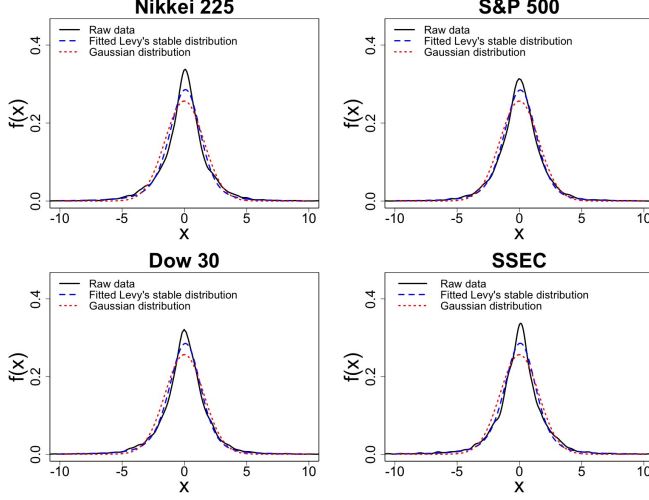 Nikkei 225
Raw data
Fitted Levy's stable distribution
Gaussian distribution
f(x)
0.4
0.2
0.0
-10 -5 0 5 10
x
S&P 500
Raw data
Fitted Levy's stable distribution
Gaussian distribution
f(x)
0.4
0.2
0.0
-10 -5 0 5 10
x
Dow 30
Raw data
Fitted Levy's stable distribution
Gaussian distribution
f(x)
0.4
0.2
0.0
-10 -5 0 5 10
x
SSEC
Raw data
Fitted Levy's stable distribution
Gaussian distribution
f(x)
0.4
0.2
0.0
-10 -5 0 5 10
x